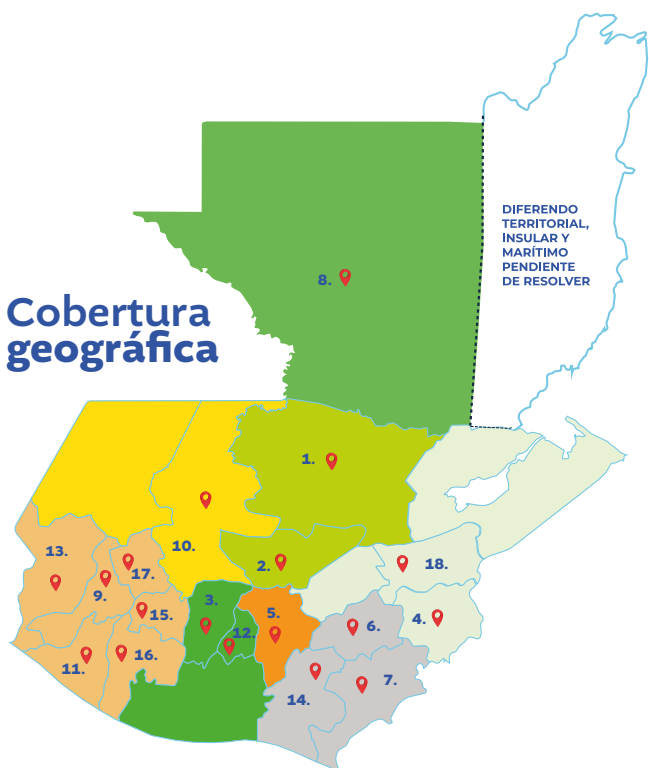 DIFERENDO
TERRITORIAL,
INSULAR Y
MARÍTIMO
PENDIENTE
DE RESOLVER
8.
Cobertura
geográfica
1.
13.
10.
2.
17.
18.
9.
3.
5.
15.
4.
12.
6.
16.
11.
7.
14.